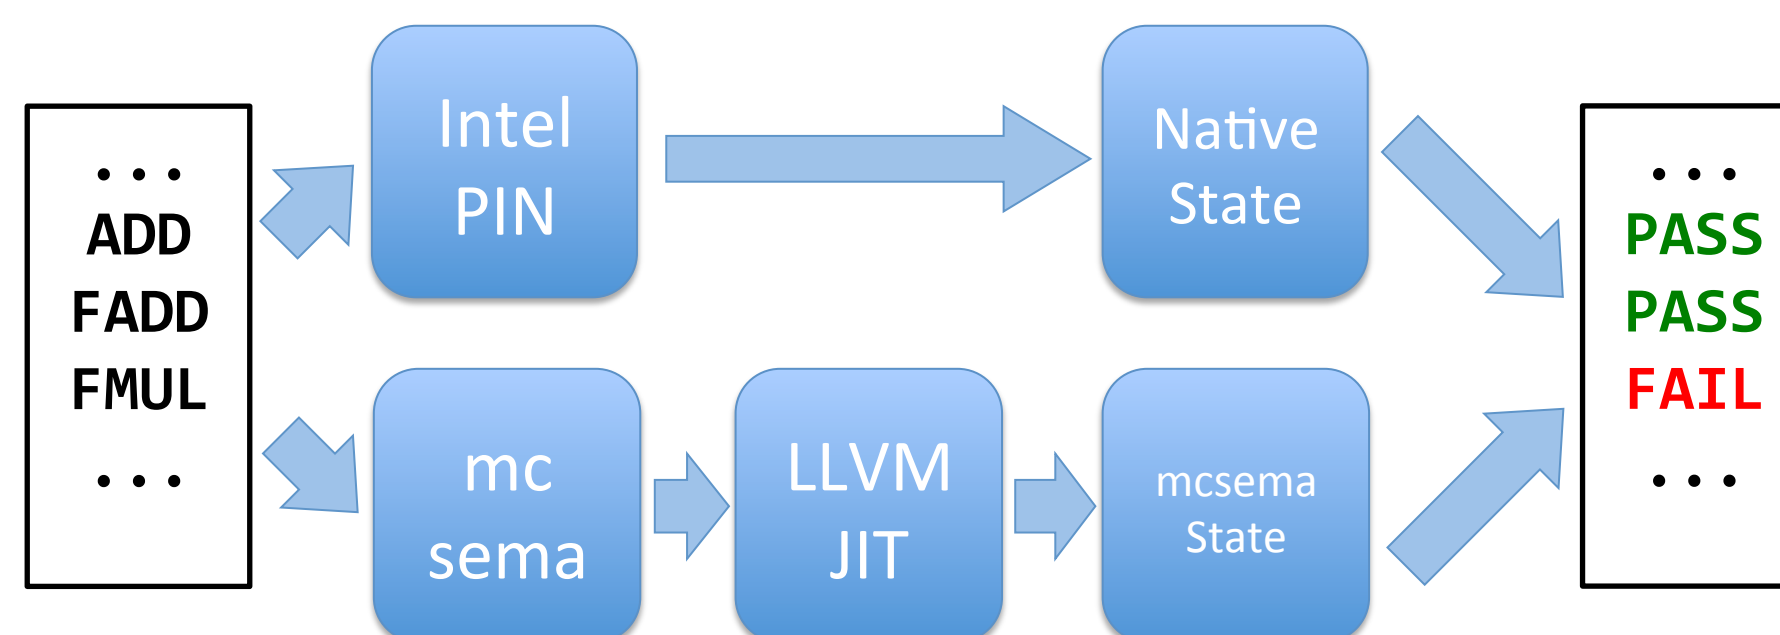 ...
ADD
FADD
FMUL
...
Intel
PIN
Native
State
mc
sema
LLVM
JIT
mcsema
State
...
PASS
PASS
FAIL
...